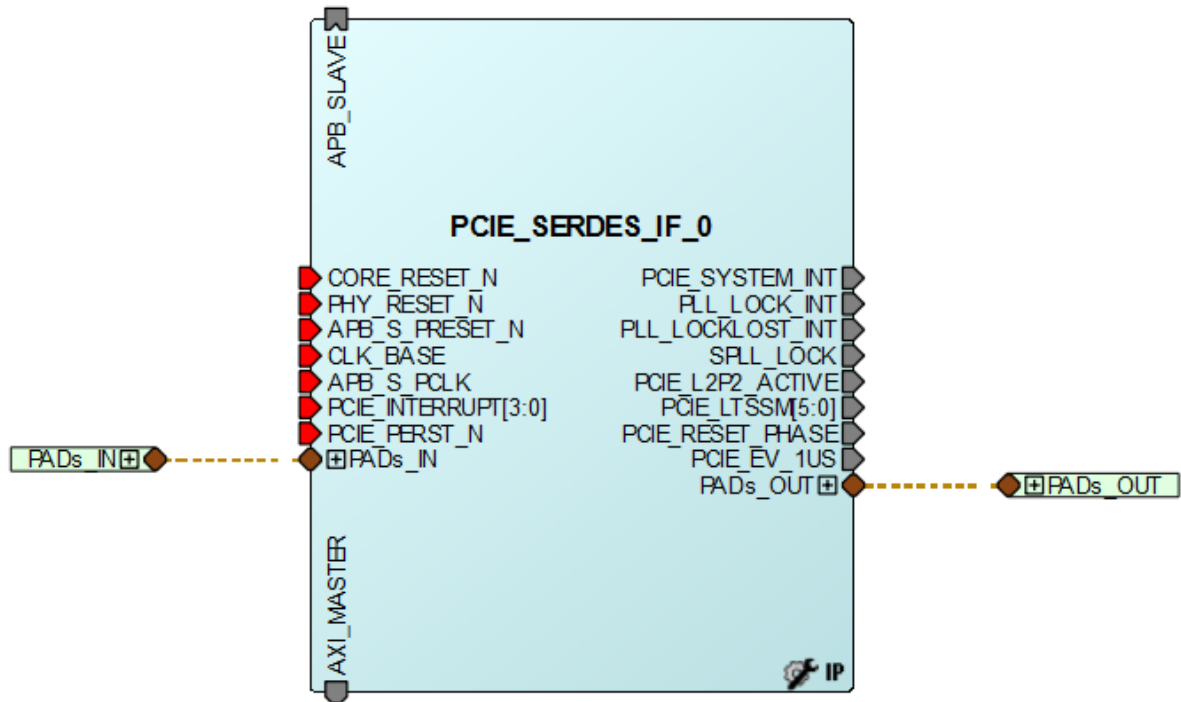 APB_SLAVE
PCIE_SERDES_IF_0
CORE_RESET_N
PHY_RESET_N
APB_S_PRESET_N
CLK_BASE
APB_S_PCLK
PCIE_INTERRUPT[3:0]
PCIE_PERST_N
PADs_IN
PADs_IN
PCIE_SYSTEM_INT
PLL_LOCK_INT
PLL_LOCKLOST_INT
SPLL_LOCK
PCIE_L2P2_ACTIVE
PCIE_LTSSM[5:0]
PCIE_RESET_PHASE
PCIE_EV_1US
PADs_OUT
PADs_OUT
AXI_MASTER
IP